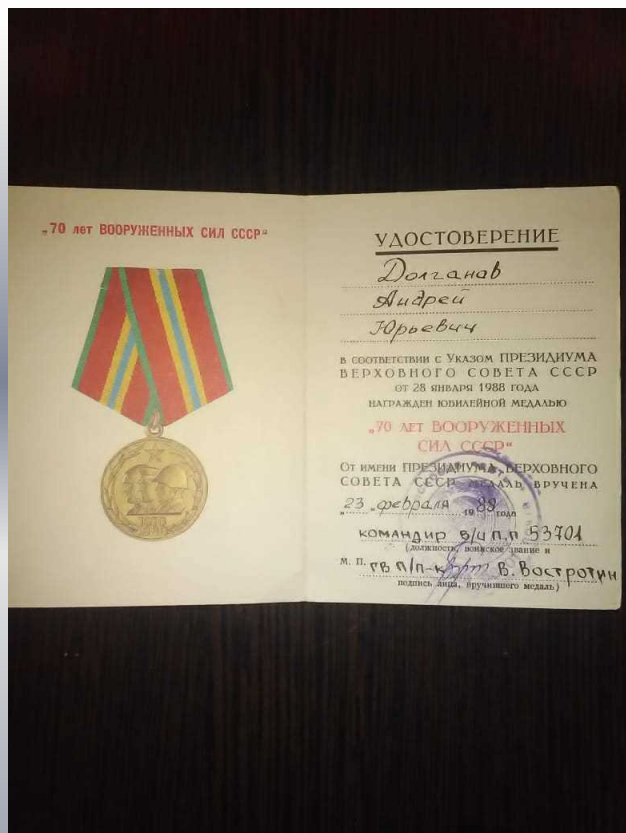 „70 лет ВООРУЖЕННЫХ СИЛ СССР“
УДОСТОВЕРЕНИЕ
Долганов
Андрей
Юрьевич
В СООТВЕТСТВИИ С УКАЗОМ ПРЕЗИДИУМА
ВЕРХОВНОГО СОВЕТА СССР
ОТ 28 ЯНВАРЯ 1988 ГОДА
НАГРАЖДЕН ЮБИЛЕЙНОЙ МЕДАЛЬЮ
„70 ЛЕТ ВООРУЖЕННЫХ
СИЛ СССР“
ОТ ИМЕНИ ПРЕЗИДИУМА ВЕРХОВНОГО
СОВЕТА СССР МЕДАЛЬ ВРУЧЕНА
„23 „ февраля 1988 года
командир в/ч п.п 53701
(должность, воинское звание и
М. П. гв п/п-к В. Востротин
подпись лица, вручившего медаль)